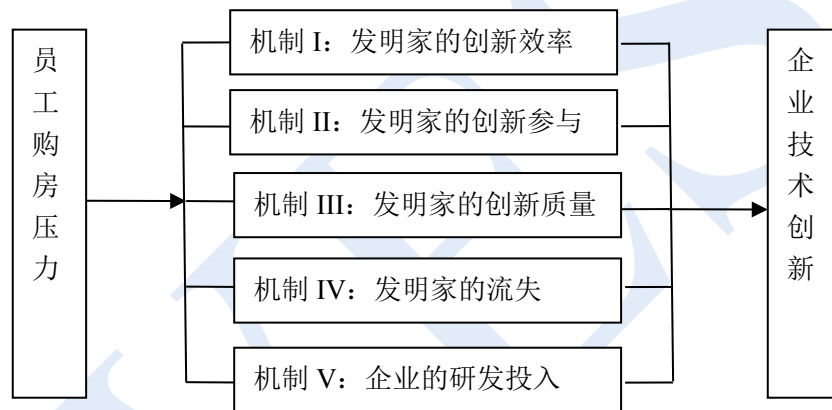 员工购房压力
机制 I：发明家的创新效率
机制 II：发明家的创新参与
机制 III：发明家的创新质量
机制 IV：发明家的流失
机制 V：企业的研发投入
企业技术创新